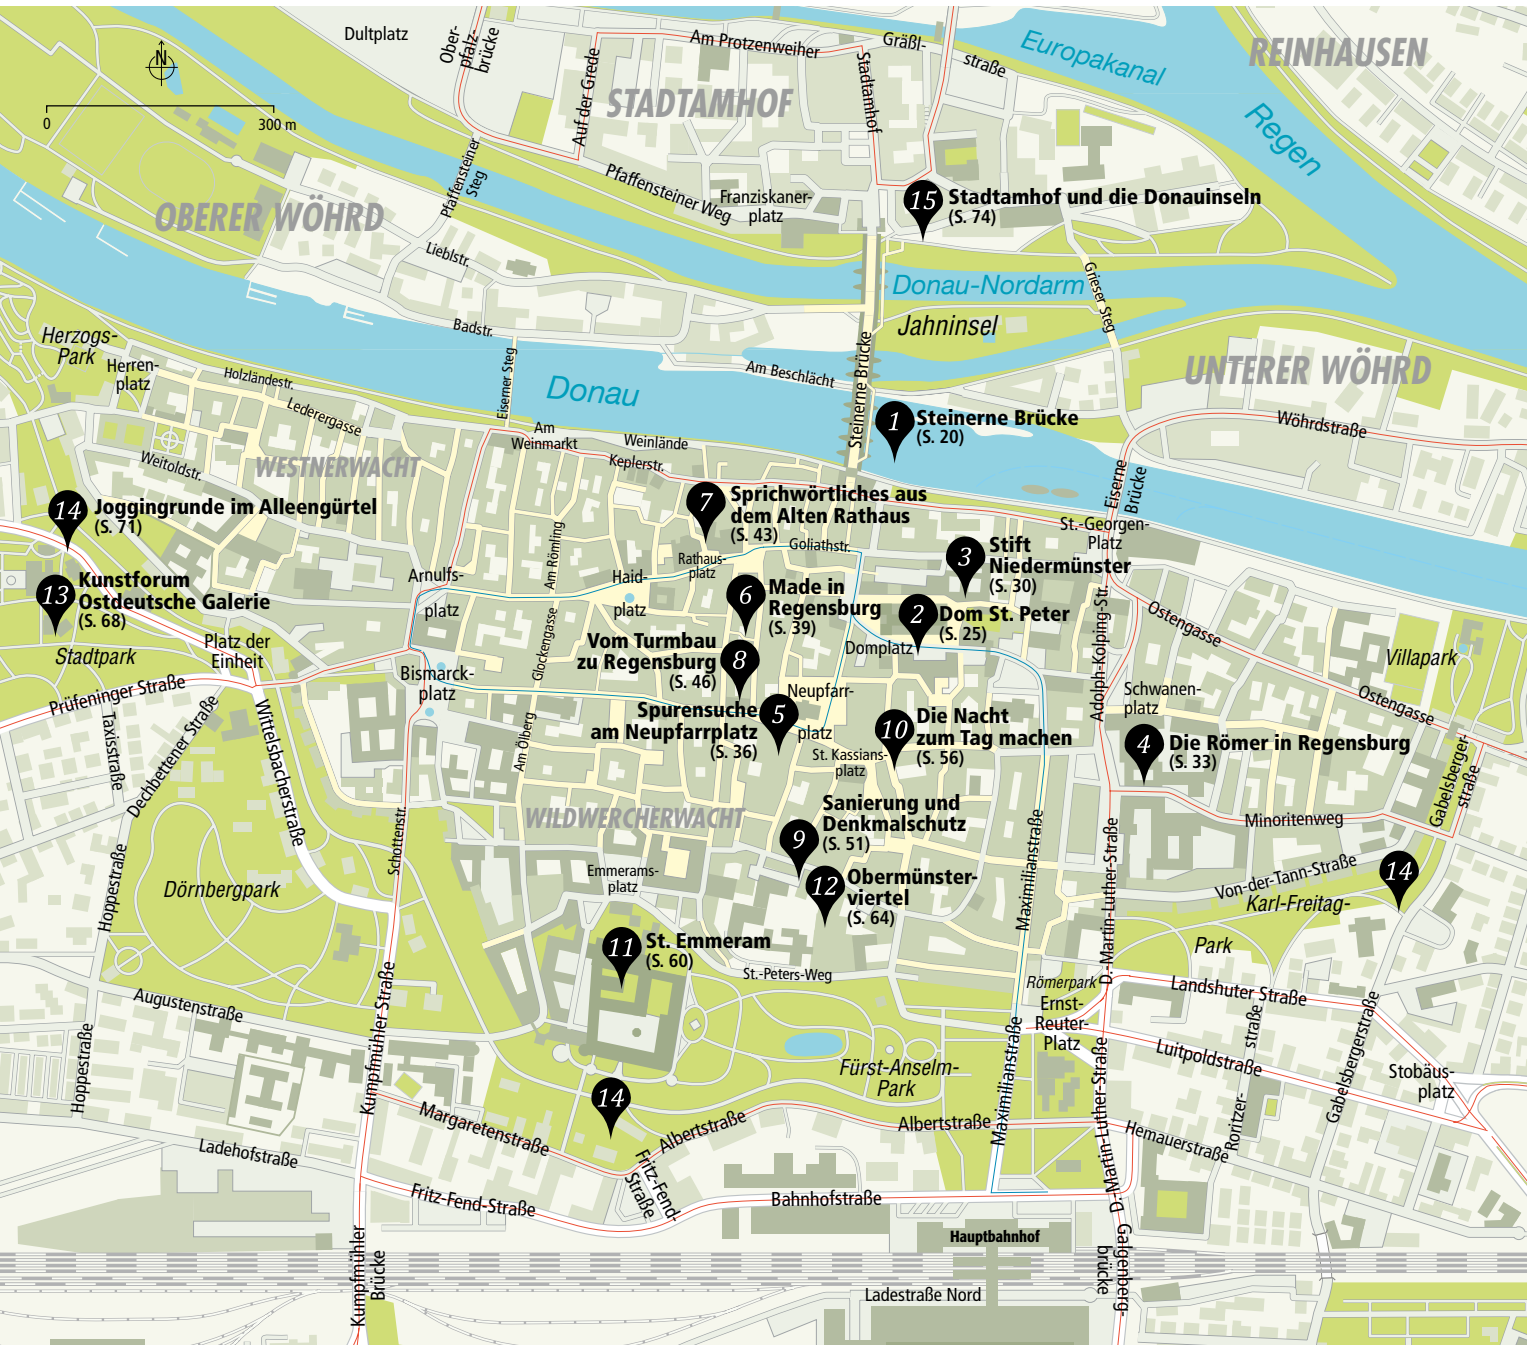 Dultplatz
Ober-
pfalz-
brücke
Am Protzenweiher
Gräßl-
straße
Europakanal
REINHAUSEN
N
0
300 m
Auf der Grede
STADTAMHOF
Stadtamhof
Regen
Pfaffensteiner
Steg
Pfaffensteiner Weg
Franziskaner-
platz
15
Stadtamhof und die Donauinseln
(S. 74)
OBERER WÖHRD
Lieblstr.
Donau-Nordarm
Grieser Steg
Jahninsel
Herzogs-
Park
Herren-
platz
Badstr.
Holzländestr.
Lederergasse
Eiserner Steg
Donau
Am Beschlächt
Steinerne Brücke
UNTERER WÖHRD
1
Steinerne Brücke
(S. 20)
Wöhrdstraße
Am
Weinmarkt
Weinlände
Keplerstr.
Weitoldstr.
WESTNERWACHT
Eiserne
Brücke
14
Joggingrunde im Alleengürtel
(S. 71)
7
Sprichwörtliches aus
dem Alten Rathaus
(S. 43)
St.-Georgen-
Platz
Am Römling
Rathaus-
platz
Goliathstr.
3
Stift
Niedermünster
(S. 30)
13
Kunstforum
Ostdeutsche Galerie
(S. 68)
Arnulfs-
platz
Haid-
platz
6
Made in
Regensburg
(S. 39)
2
Dom St. Peter
(S. 25)
Domplatz
Adolph-Kolping-Str.
Ostengasse
Stadtpark
Platz der
Einheit
Glockengasse
Vom Turmbau
zu Regensburg
(S. 46)
8
Villapark
Prüfeninger Straße
Bismarck-
platz
Neupfarr-
platz
Schwanen-
platz
Ostengasse
Taxisstraße
Dechbettener Straße
Wittelsbacherstraße
Am Ölberg
Spurensuche
am Neupfarrplatz
(S. 36)
5
10
Die Nacht
zum Tag machen
(S. 56)
St. Kassians-
platz
4
Die Römer in Regensburg
(S. 33)
Gabelsberger-
straße
WILDWERCHERWACHT
Schottenstr.
Sanierung und
Denkmalschutz
(S. 51)
9
Maximilianstraße
D.-Martin-Luther-Straße
Minoritenweg
Hoppestraße
Dörnbergpark
Emmerams-
platz
12
Obermünster-
viertel
(S. 64)
Von-der-Tann-Straße
14
Karl-Freitag-
Park
11
St. Emmeram
(S. 60)
St.-Peters-Weg
Römerpark
Ernst-
Reuter-
Platz
Landshuter Straße
Augustenstraße
Kumpfmühler Straße
Hoppestraße
Fürst-Anselm-
Park
Maximilianstraße
D.-Martin-Luther-Straße
Luitpoldstraße
Roritzer-
straße
Gabelsbergerstraße
Stobäus-
platz
14
Margaretenstraße
Albertstraße
Albertstraße
Hemauerstraße
Ladehofstraße
Fritz-Fend-Straße
Fritz-Fend-
Straße
Bahnhofstraße
Hauptbahnhof
Kumpfmühler
Brücke
Galgenberg-
brücke
Ladestraße Nord